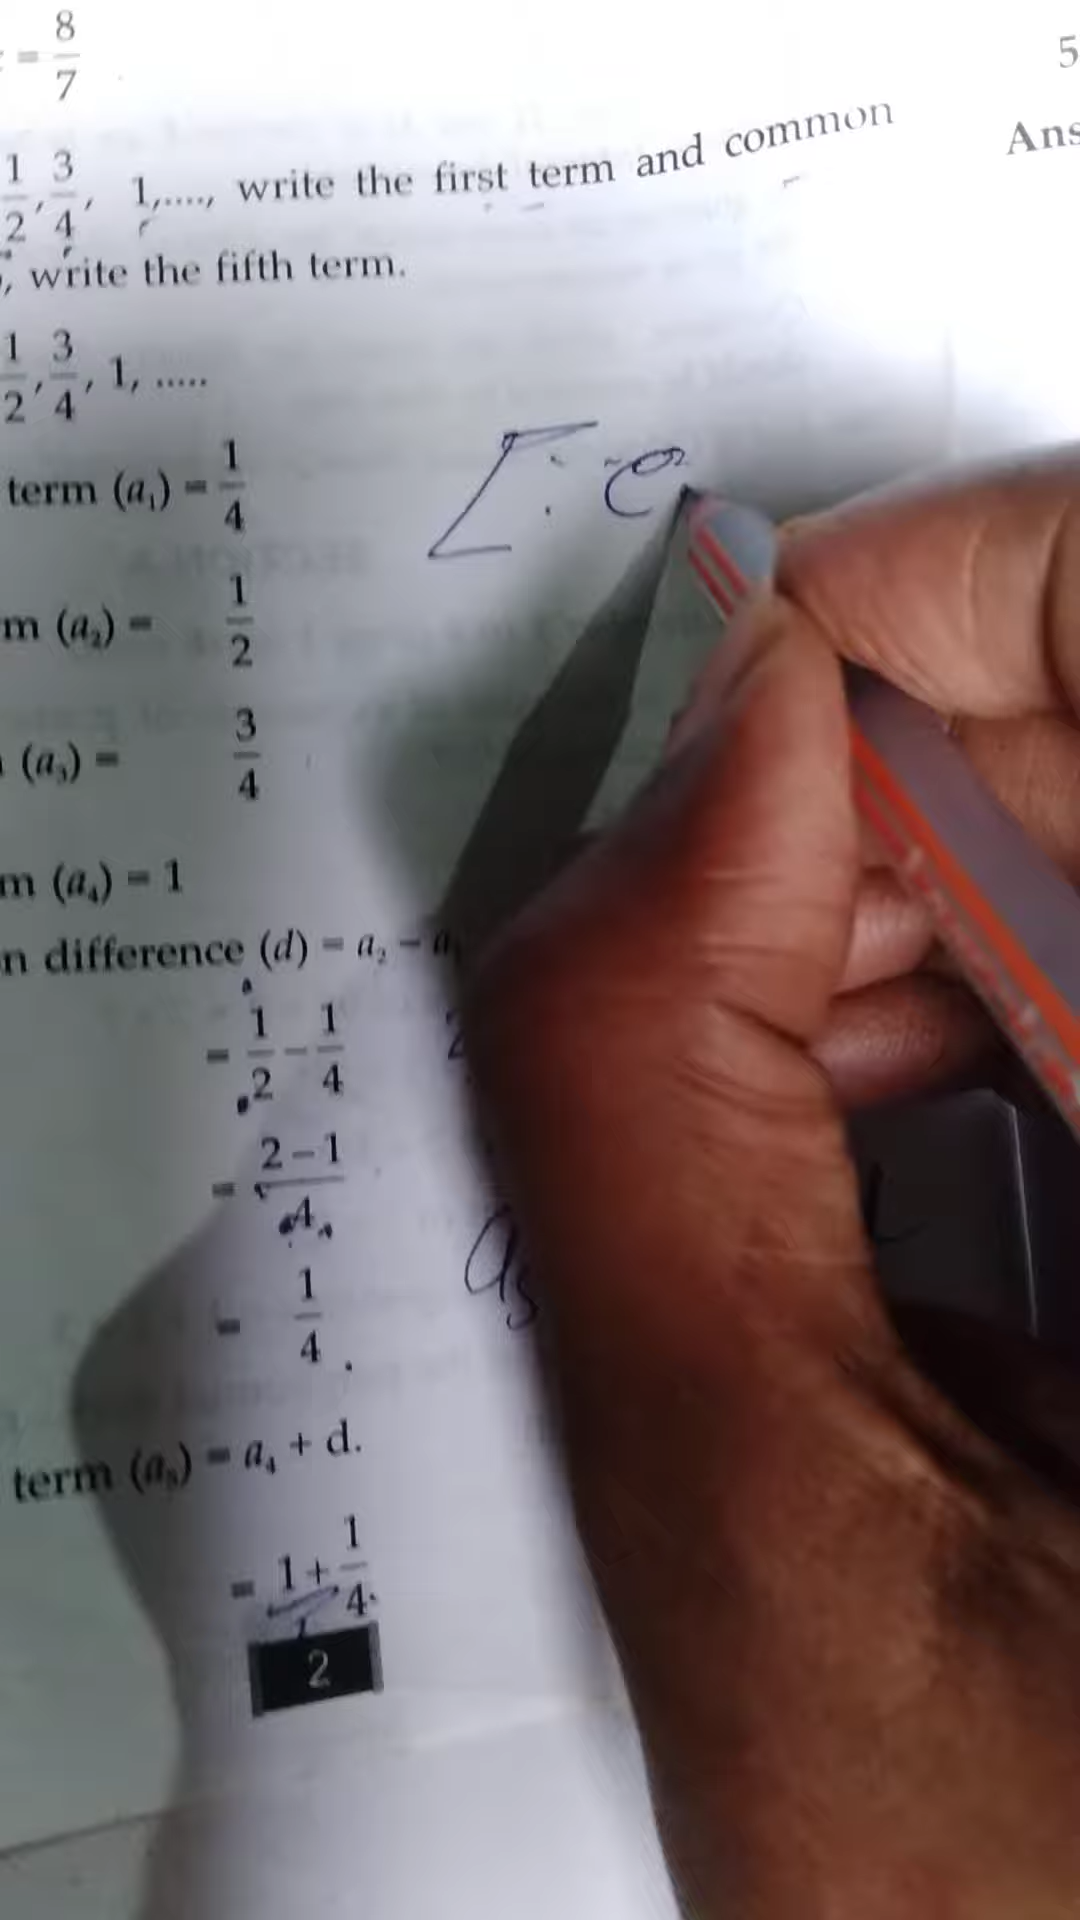 = 8/7
5
1/2, 3/4, 1,...., write the first term and common
Ans
, write the fifth term.
1/2, 3/4, 1, .....
term (a₁) = 1/4
m (a₂) = 1/2
(a₃) = 3/4
m (a₄) = 1
n difference (d) = a₂ - a
= 1/2 - 1/4
= 2-1/4
= 1/4
a5
term (a₅) = a₄ + d.
= 1 + 1/4
2